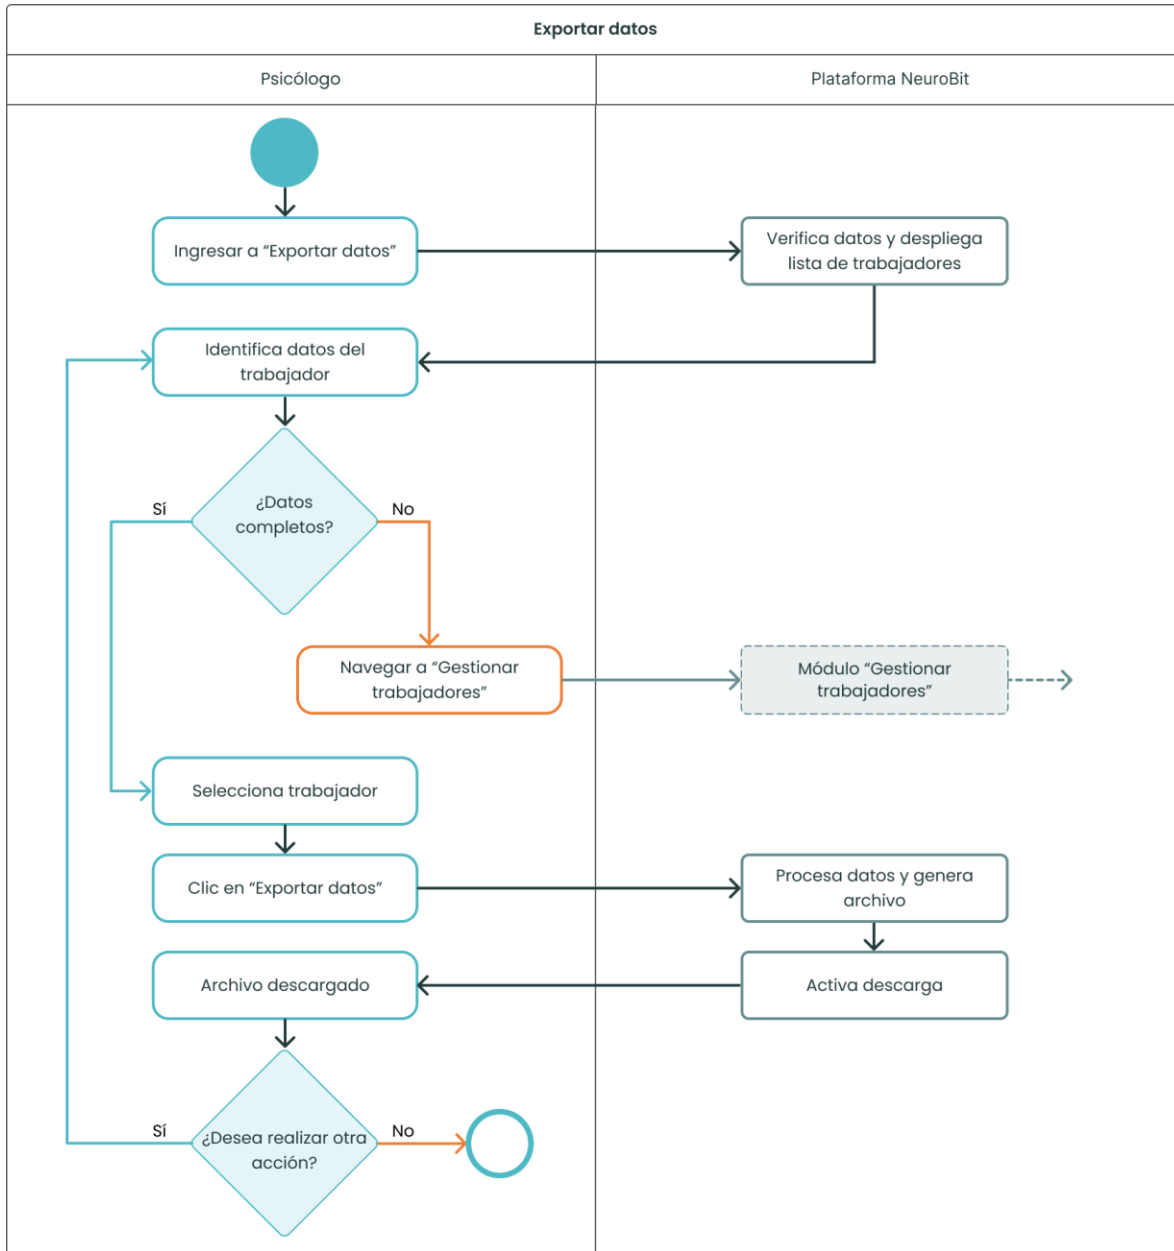 Exportar datos
Psicólogo
Plataforma NeuroBit
Ingresar a “Exportar datos”
Verifica datos y despliega
lista de trabajadores
Identifica datos del
trabajador
¿Datos
completos?
Sí
No
Navegar a “Gestionar
trabajadores”
Módulo “Gestionar
trabajadores”
Selecciona trabajador
Clic en “Exportar datos”
Procesa datos y genera
archivo
Archivo descargado
Activa descarga
¿Desea realizar otra
acción?
Sí
No